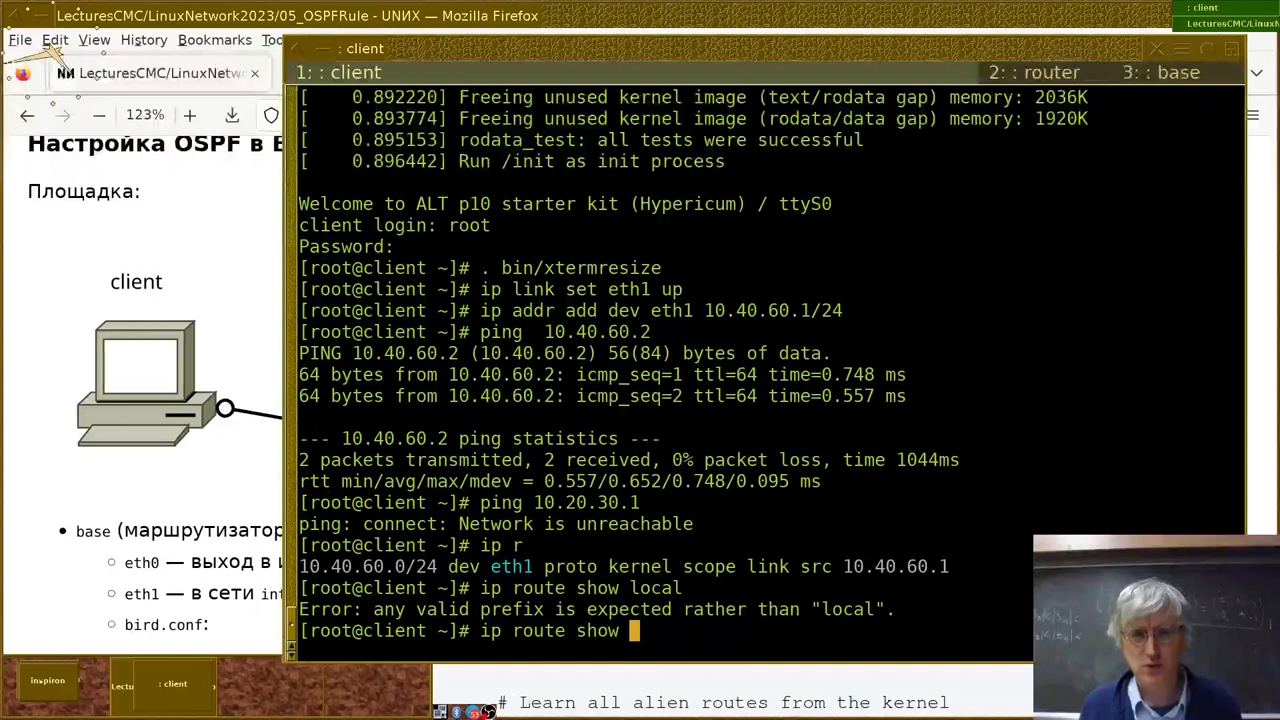 LecturesCMC/LinuxNetwork2023/05_OSPFRule - UNИX — Mozilla Firefox
: client
LecturesCMC/LinuxNetwork2023/
File Edit View History Bookmarks
: client
LecturesCMC/LinuxNetw
1: : client
2: : router
3: : base
123%
Настройка OSPF в
Площадка:
client
base (маршрутизатор
eth0 — выход в и
eth1 — в сети
bird.conf:
[    0.892220] Freeing unused kernel image (text/rodata gap) memory: 2036K
[    0.893774] Freeing unused kernel image (rodata/data gap) memory: 1920K
[    0.895153] rodata_test: all tests were successful
[    0.896442] Run /init as init process
Welcome to ALT p10 starter kit (Hypericum) / ttyS0
client login: root
Password:
[root@client ~]# . bin/xtermresize
[root@client ~]# ip link set eth1 up
[root@client ~]# ip addr add dev eth1 10.40.60.1/24
[root@client ~]# ping  10.40.60.2
PING 10.40.60.2 (10.40.60.2) 56(84) bytes of data.
64 bytes from 10.40.60.2: icmp_seq=1 ttl=64 time=0.748 ms
64 bytes from 10.40.60.2: icmp_seq=2 ttl=64 time=0.557 ms
--- 10.40.60.2 ping statistics ---
2 packets transmitted, 2 received, 0% packet loss, time 1044ms
rtt min/avg/max/mdev = 0.557/0.652/0.748/0.095 ms
[root@client ~]# ping 10.20.30.1
ping: connect: Network is unreachable
[root@client ~]# ip r
10.40.60.0/24 dev eth1 proto kernel scope link src 10.40.60.1
[root@client ~]# ip route show local
Error: any valid prefix is expected rather than "local".
[root@client ~]# ip route show
inspiron
: client
# Learn all alien routes from the kernel